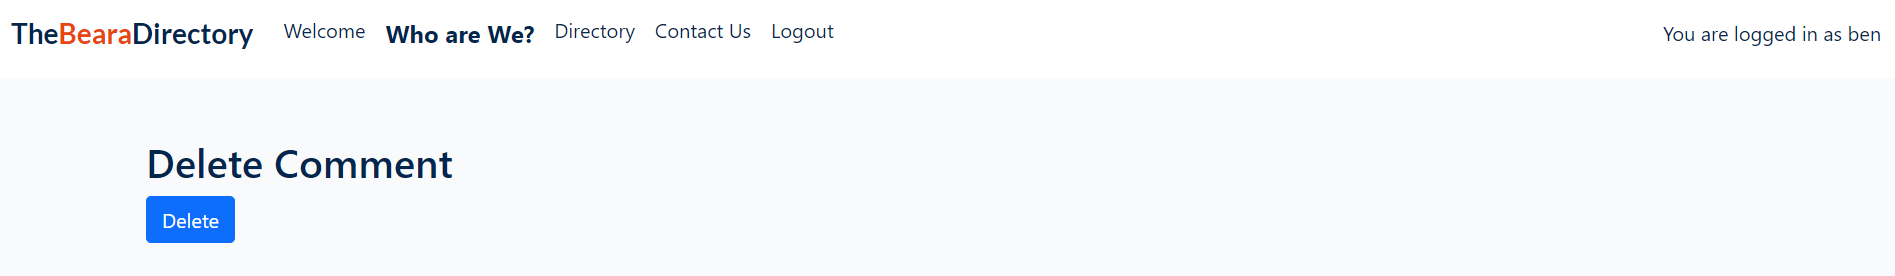 TheBearaDirectory Welcome Who are We? Directory Contact Us Logout You are logged in as ben
Delete Comment
Delete